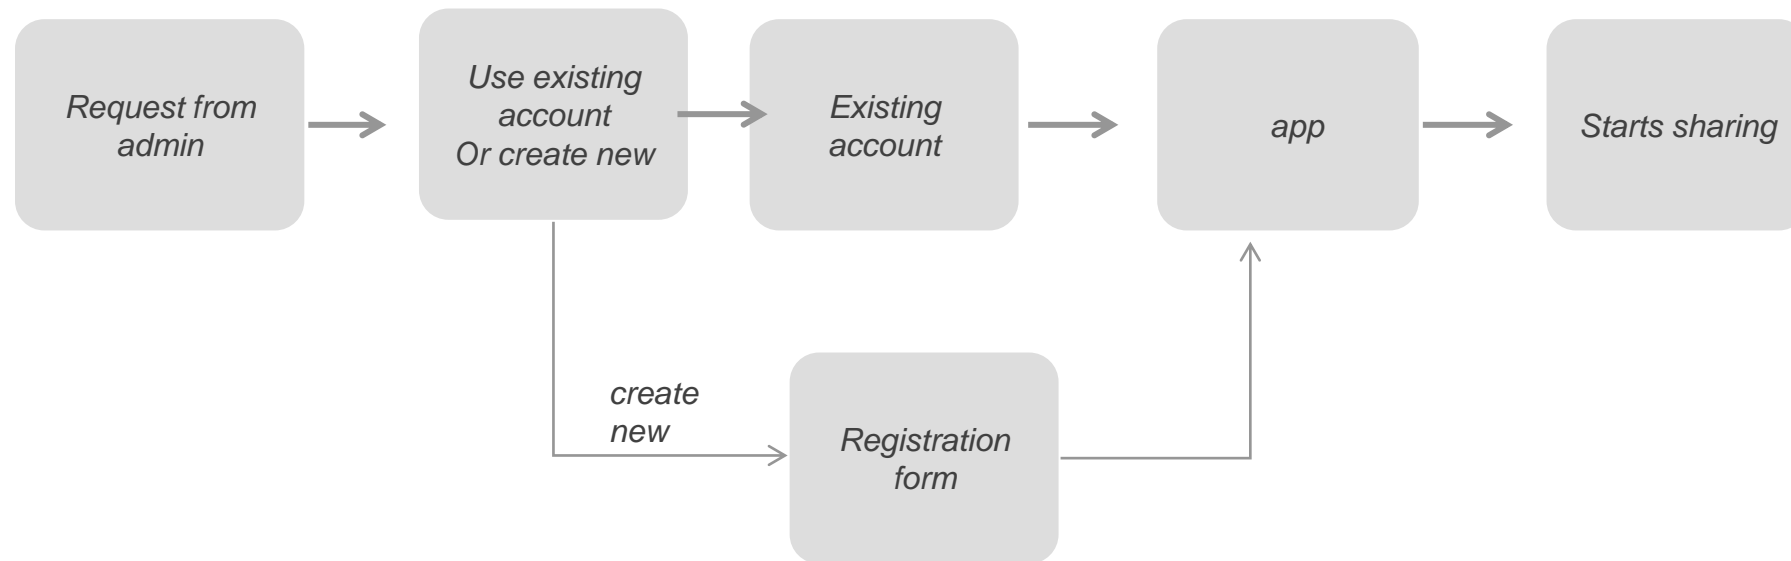 Request from
admin
Use existing
account
Or create new
Existing
account
app
Starts sharing
create
new
Registration
form